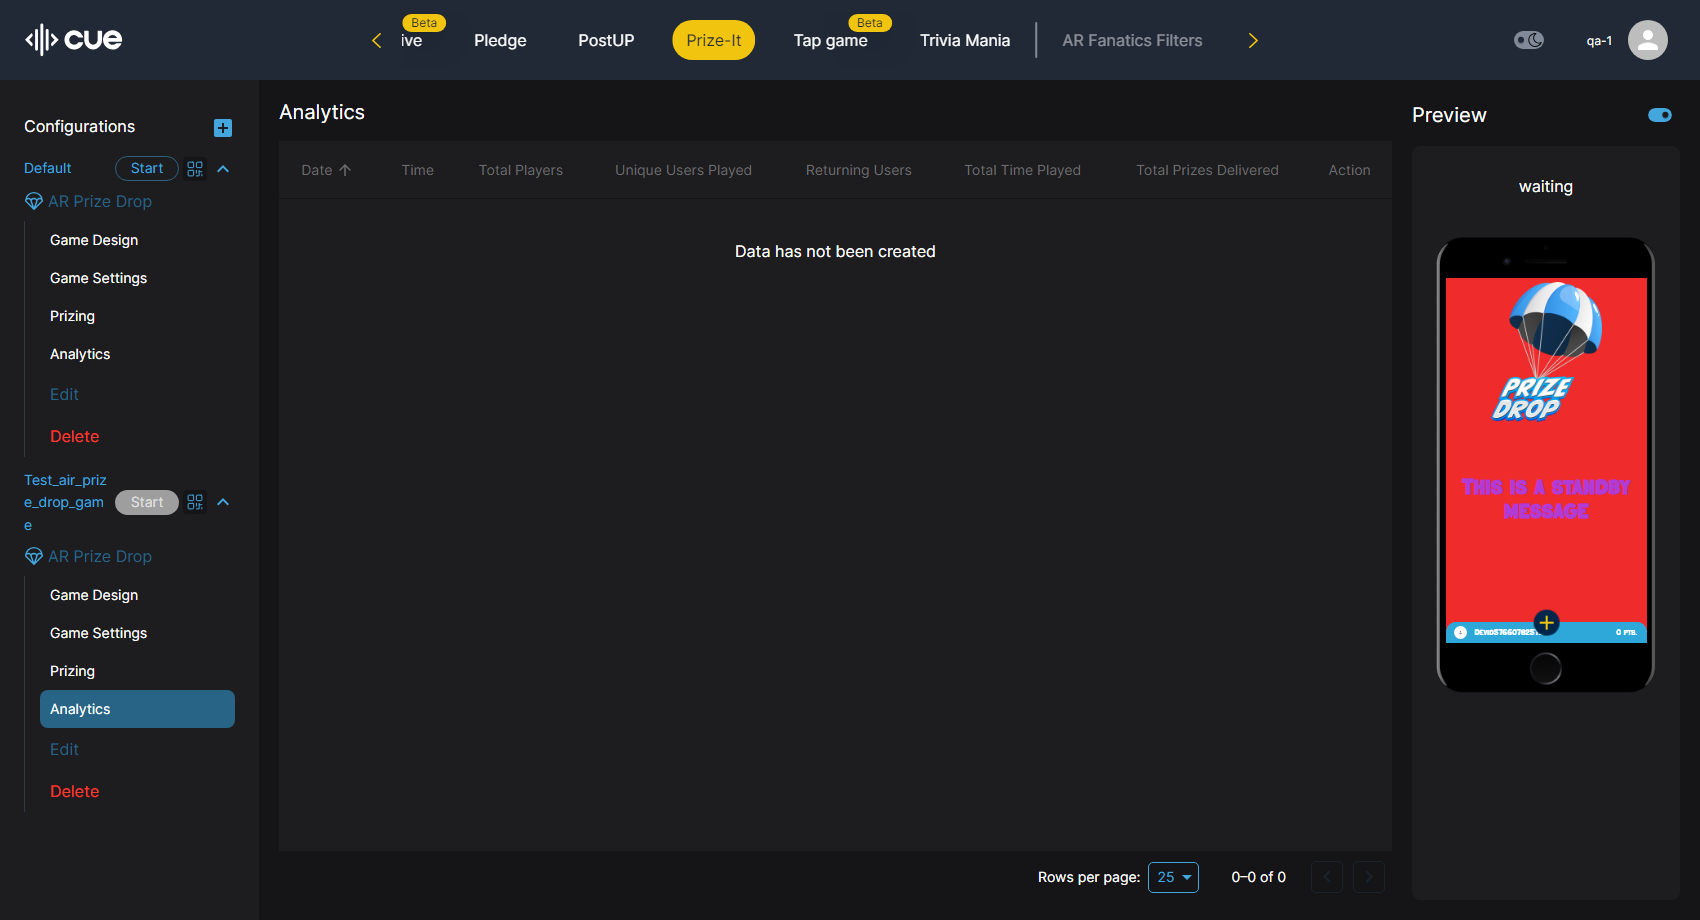 cue
Beta
ive
Pledge
PostUP
Prize-It
Beta
Tap game
Trivia Mania
AR Fanatics Filters
qa-1
Configurations
Default
Start
AR Prize Drop
Game Design
Game Settings
Prizing
Analytics
Edit
Delete
Test_air_priz
e_drop_gam
e
Start
AR Prize Drop
Game Design
Game Settings
Prizing
Analytics
Edit
Delete
Analytics
Date
Time
Total Players
Unique Users Played
Returning Users
Total Time Played
Total Prizes Delivered
Action
Data has not been created
Rows per page:
25
0–0 of 0
Preview
waiting
PRIZE
DROP
This is a standby
message
0 pts.